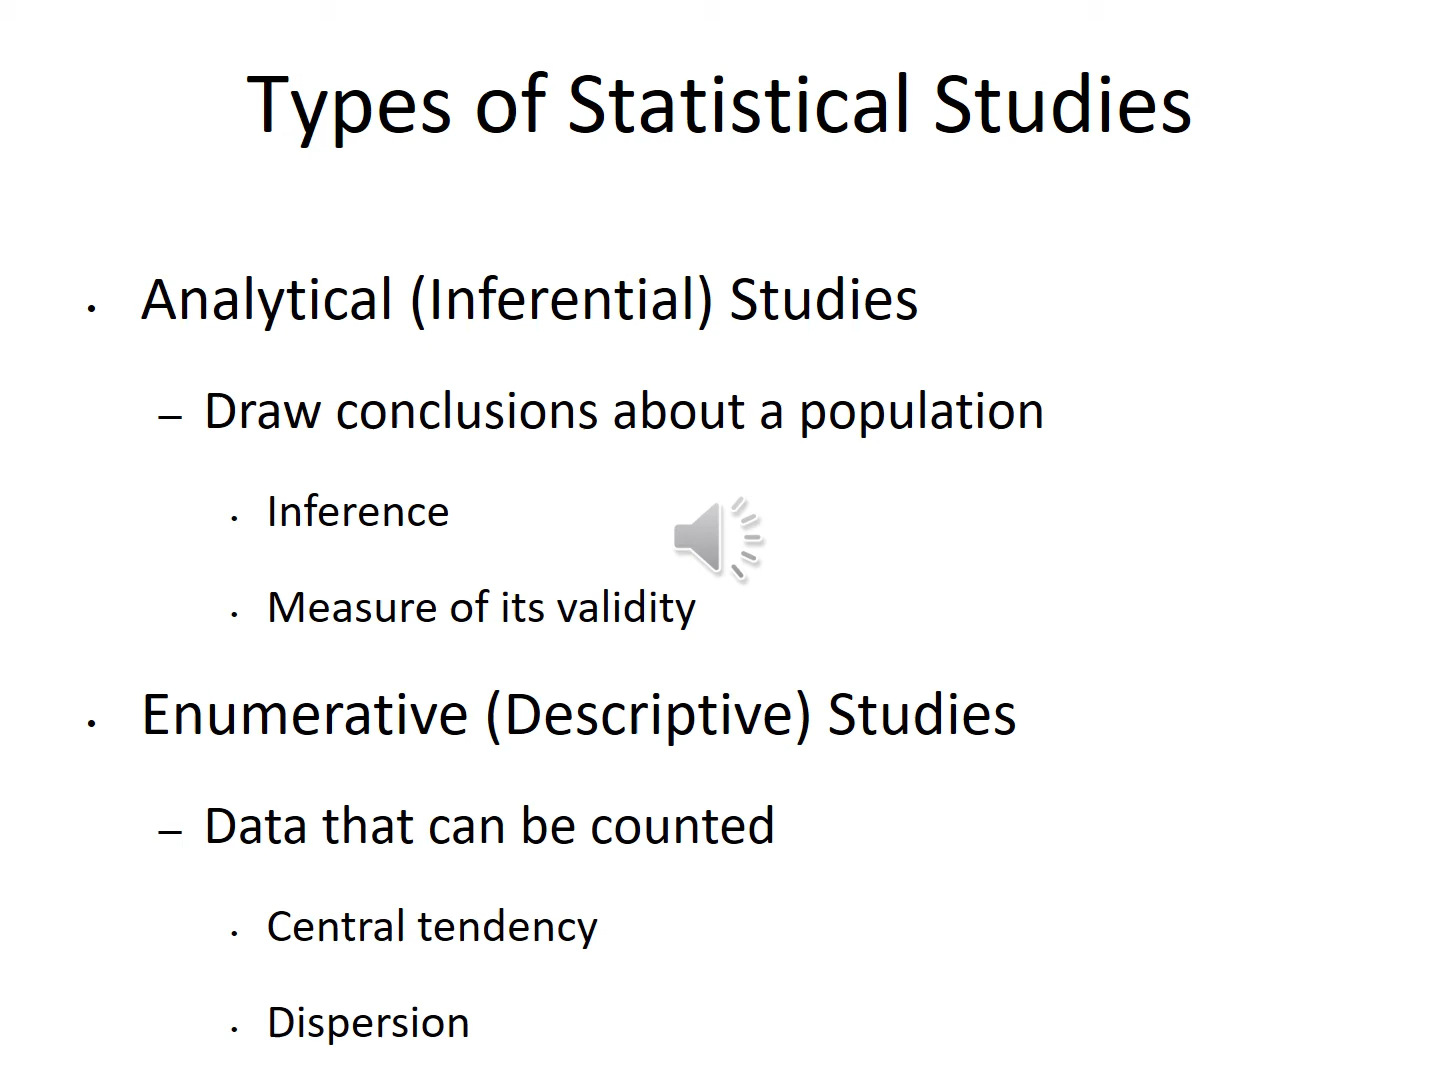 Types of Statistical Studies
• Analytical (Inferential) Studies
– Draw conclusions about a population
• Inference
• Measure of its validity
• Enumerative (Descriptive) Studies
– Data that can be counted
• Central tendency
• Dispersion